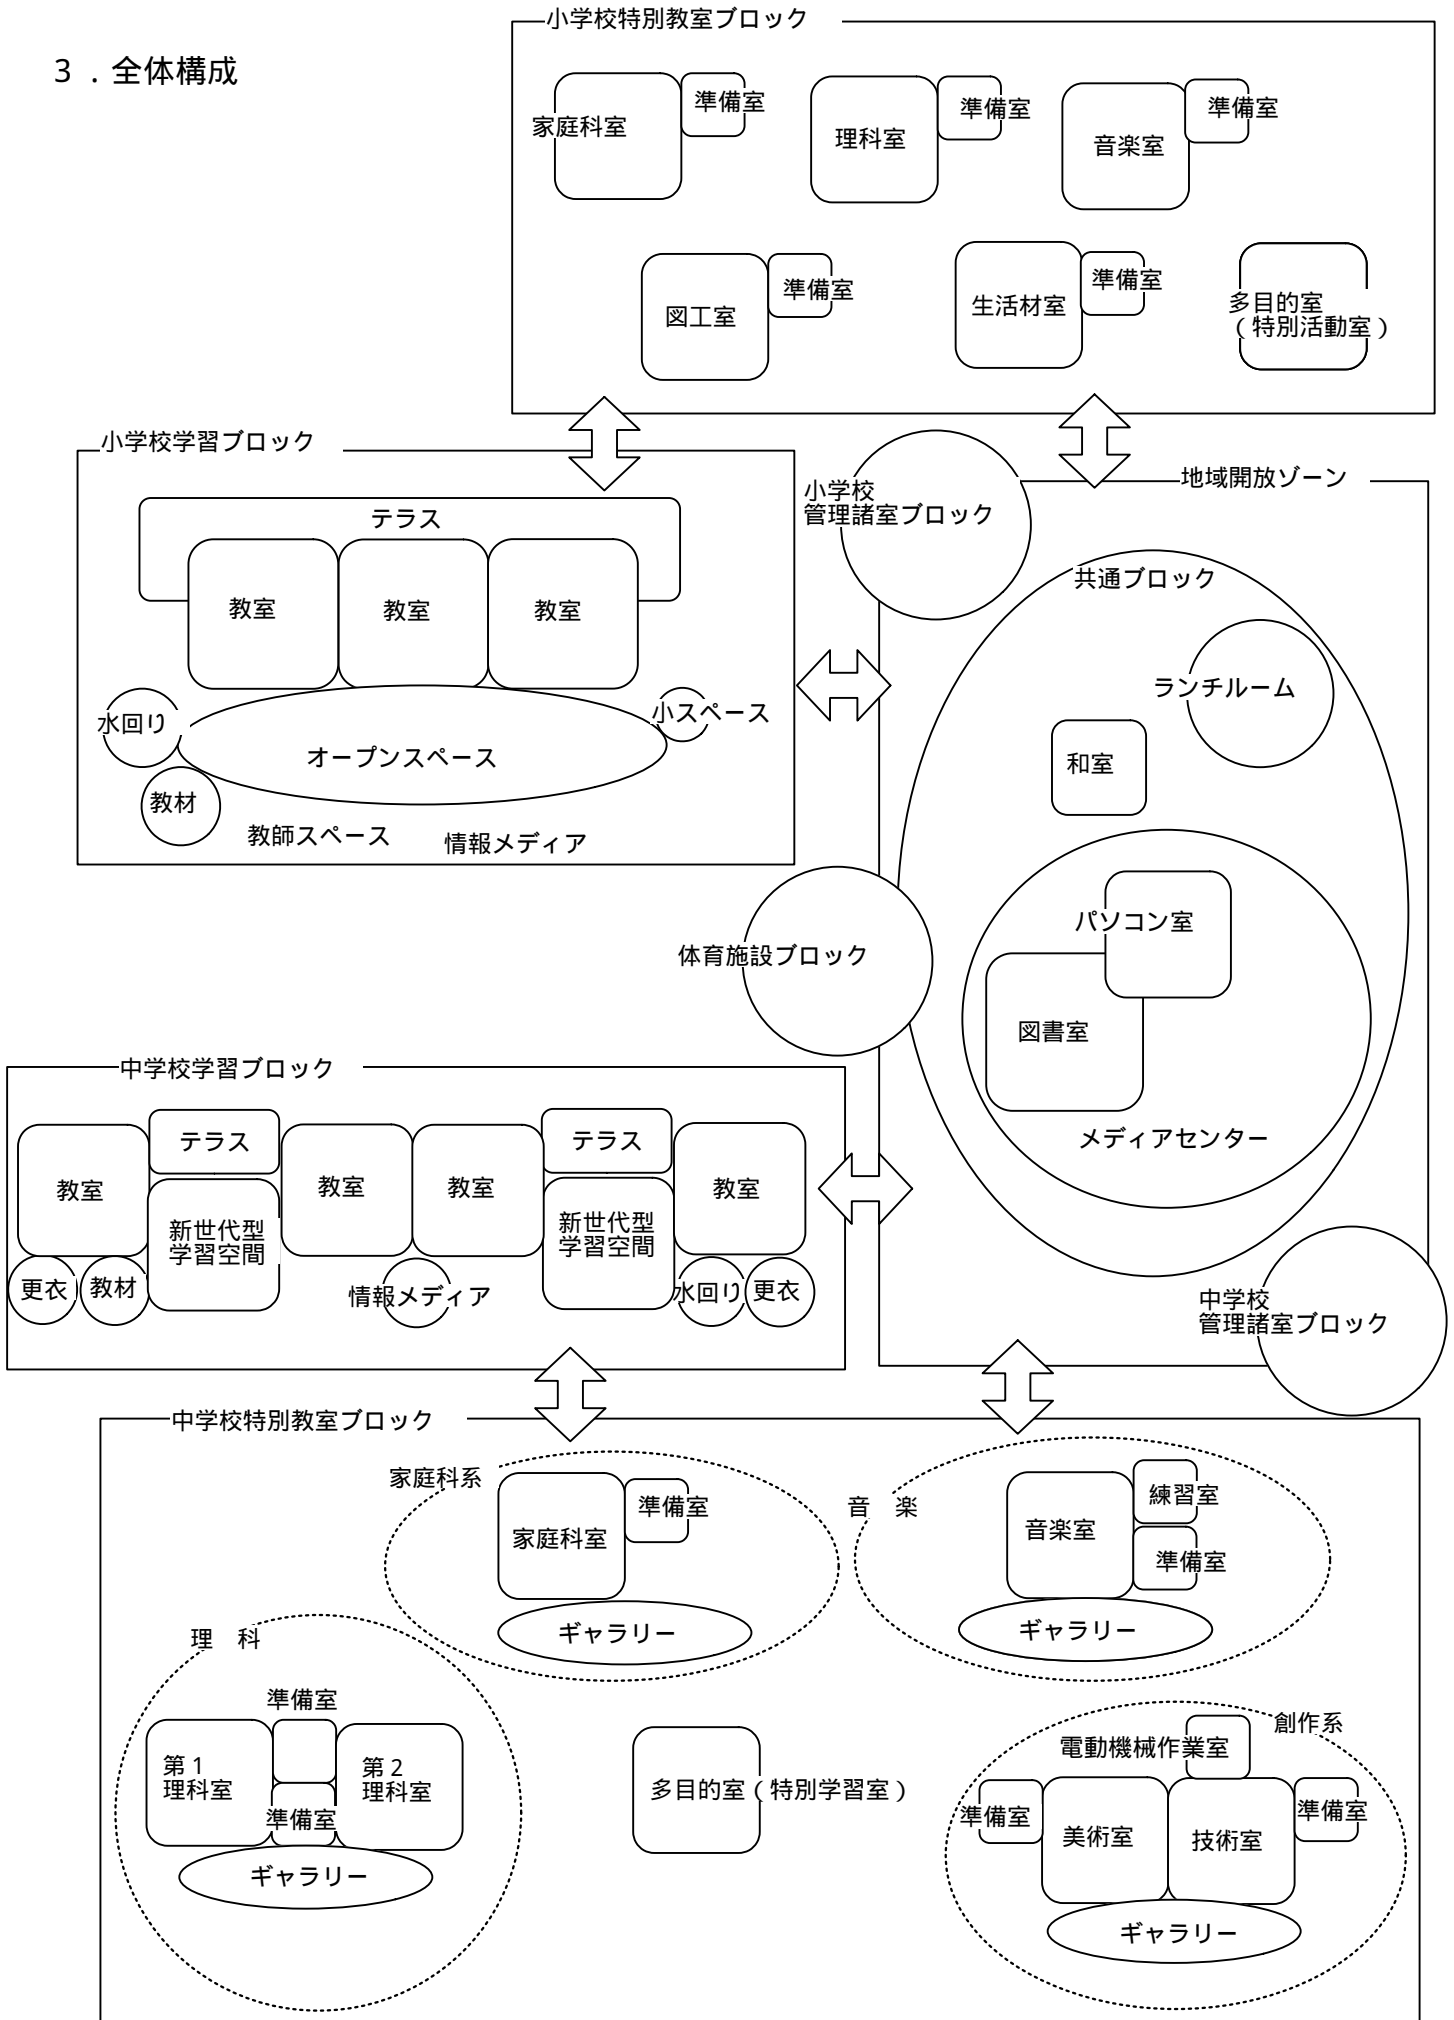 小学校特別教室ブロック
３．全体構成
家庭科室
準備室
理科室
準備室
音楽室
準備室
図工室
準備室
生活材室
準備室
多目的室
（特別活動室）
小学校学習ブロック
テラス
教室
教室
教室
水回り
小スペース
オープンスペース
教材
教師スペース
情報メディア
小学校
管理諸室ブロック
地域開放ゾーン
共通ブロック
ランチルーム
和室
パソコン室
図書室
メディアセンター
体育施設ブロック
中学校学習ブロック
教室
テラス
教室
教室
テラス
教室
新世代型
学習空間
新世代型
学習空間
更衣
教材
情報メディア
水回り
更衣
中学校
管理諸室ブロック
中学校特別教室ブロック
家庭科系
家庭科室
準備室
ギャラリー
音　楽
音楽室
練習室
準備室
ギャラリー
理　科
準備室
第１
理科室
第２
理科室
準備室
ギャラリー
多目的室（特別学習室）
創作系
電動機械作業室
準備室
美術室
技術室
準備室
ギャラリー